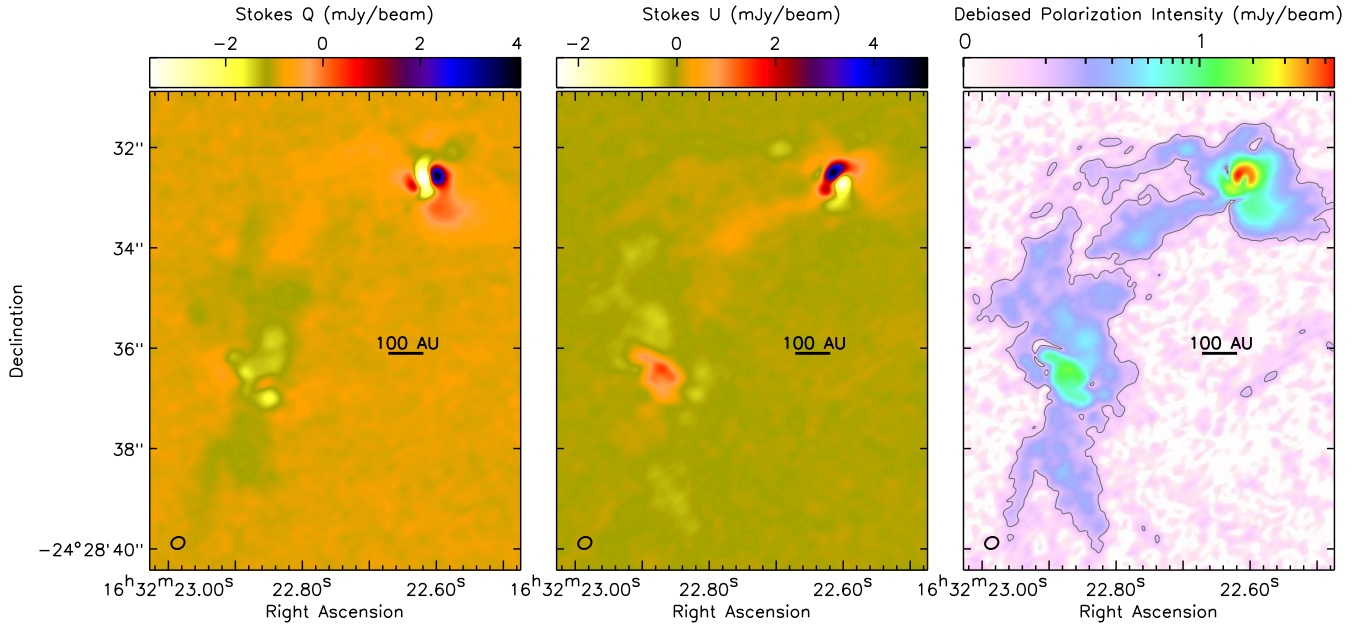 Stokes Q (mJy/beam)
−2 0 2 4
Stokes U (mJy/beam)
−2 0 2 4
Debiased Polarization Intensity (mJy/beam)
0 1
Declination
32''
34''
36''
38''
−24°28'40''
100 AU
100 AU
100 AU
16ʰ32ᵐ23.00ˢ 22.80ˢ 22.60ˢ
16ʰ32ᵐ23.00ˢ 22.80ˢ 22.60ˢ
16ʰ32ᵐ23.00ˢ 22.80ˢ 22.60ˢ
Right Ascension
Right Ascension
Right Ascension